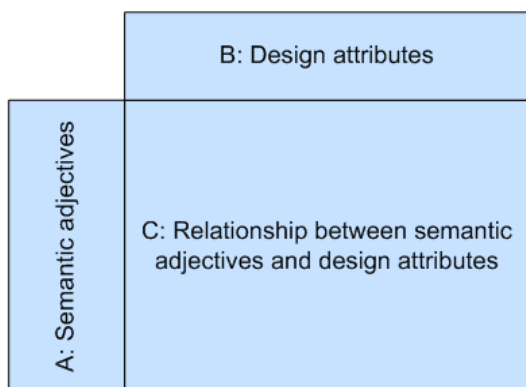 B: Design attributes
A: Semantic adjectives
C: Relationship between semantic
adjectives and design attributes